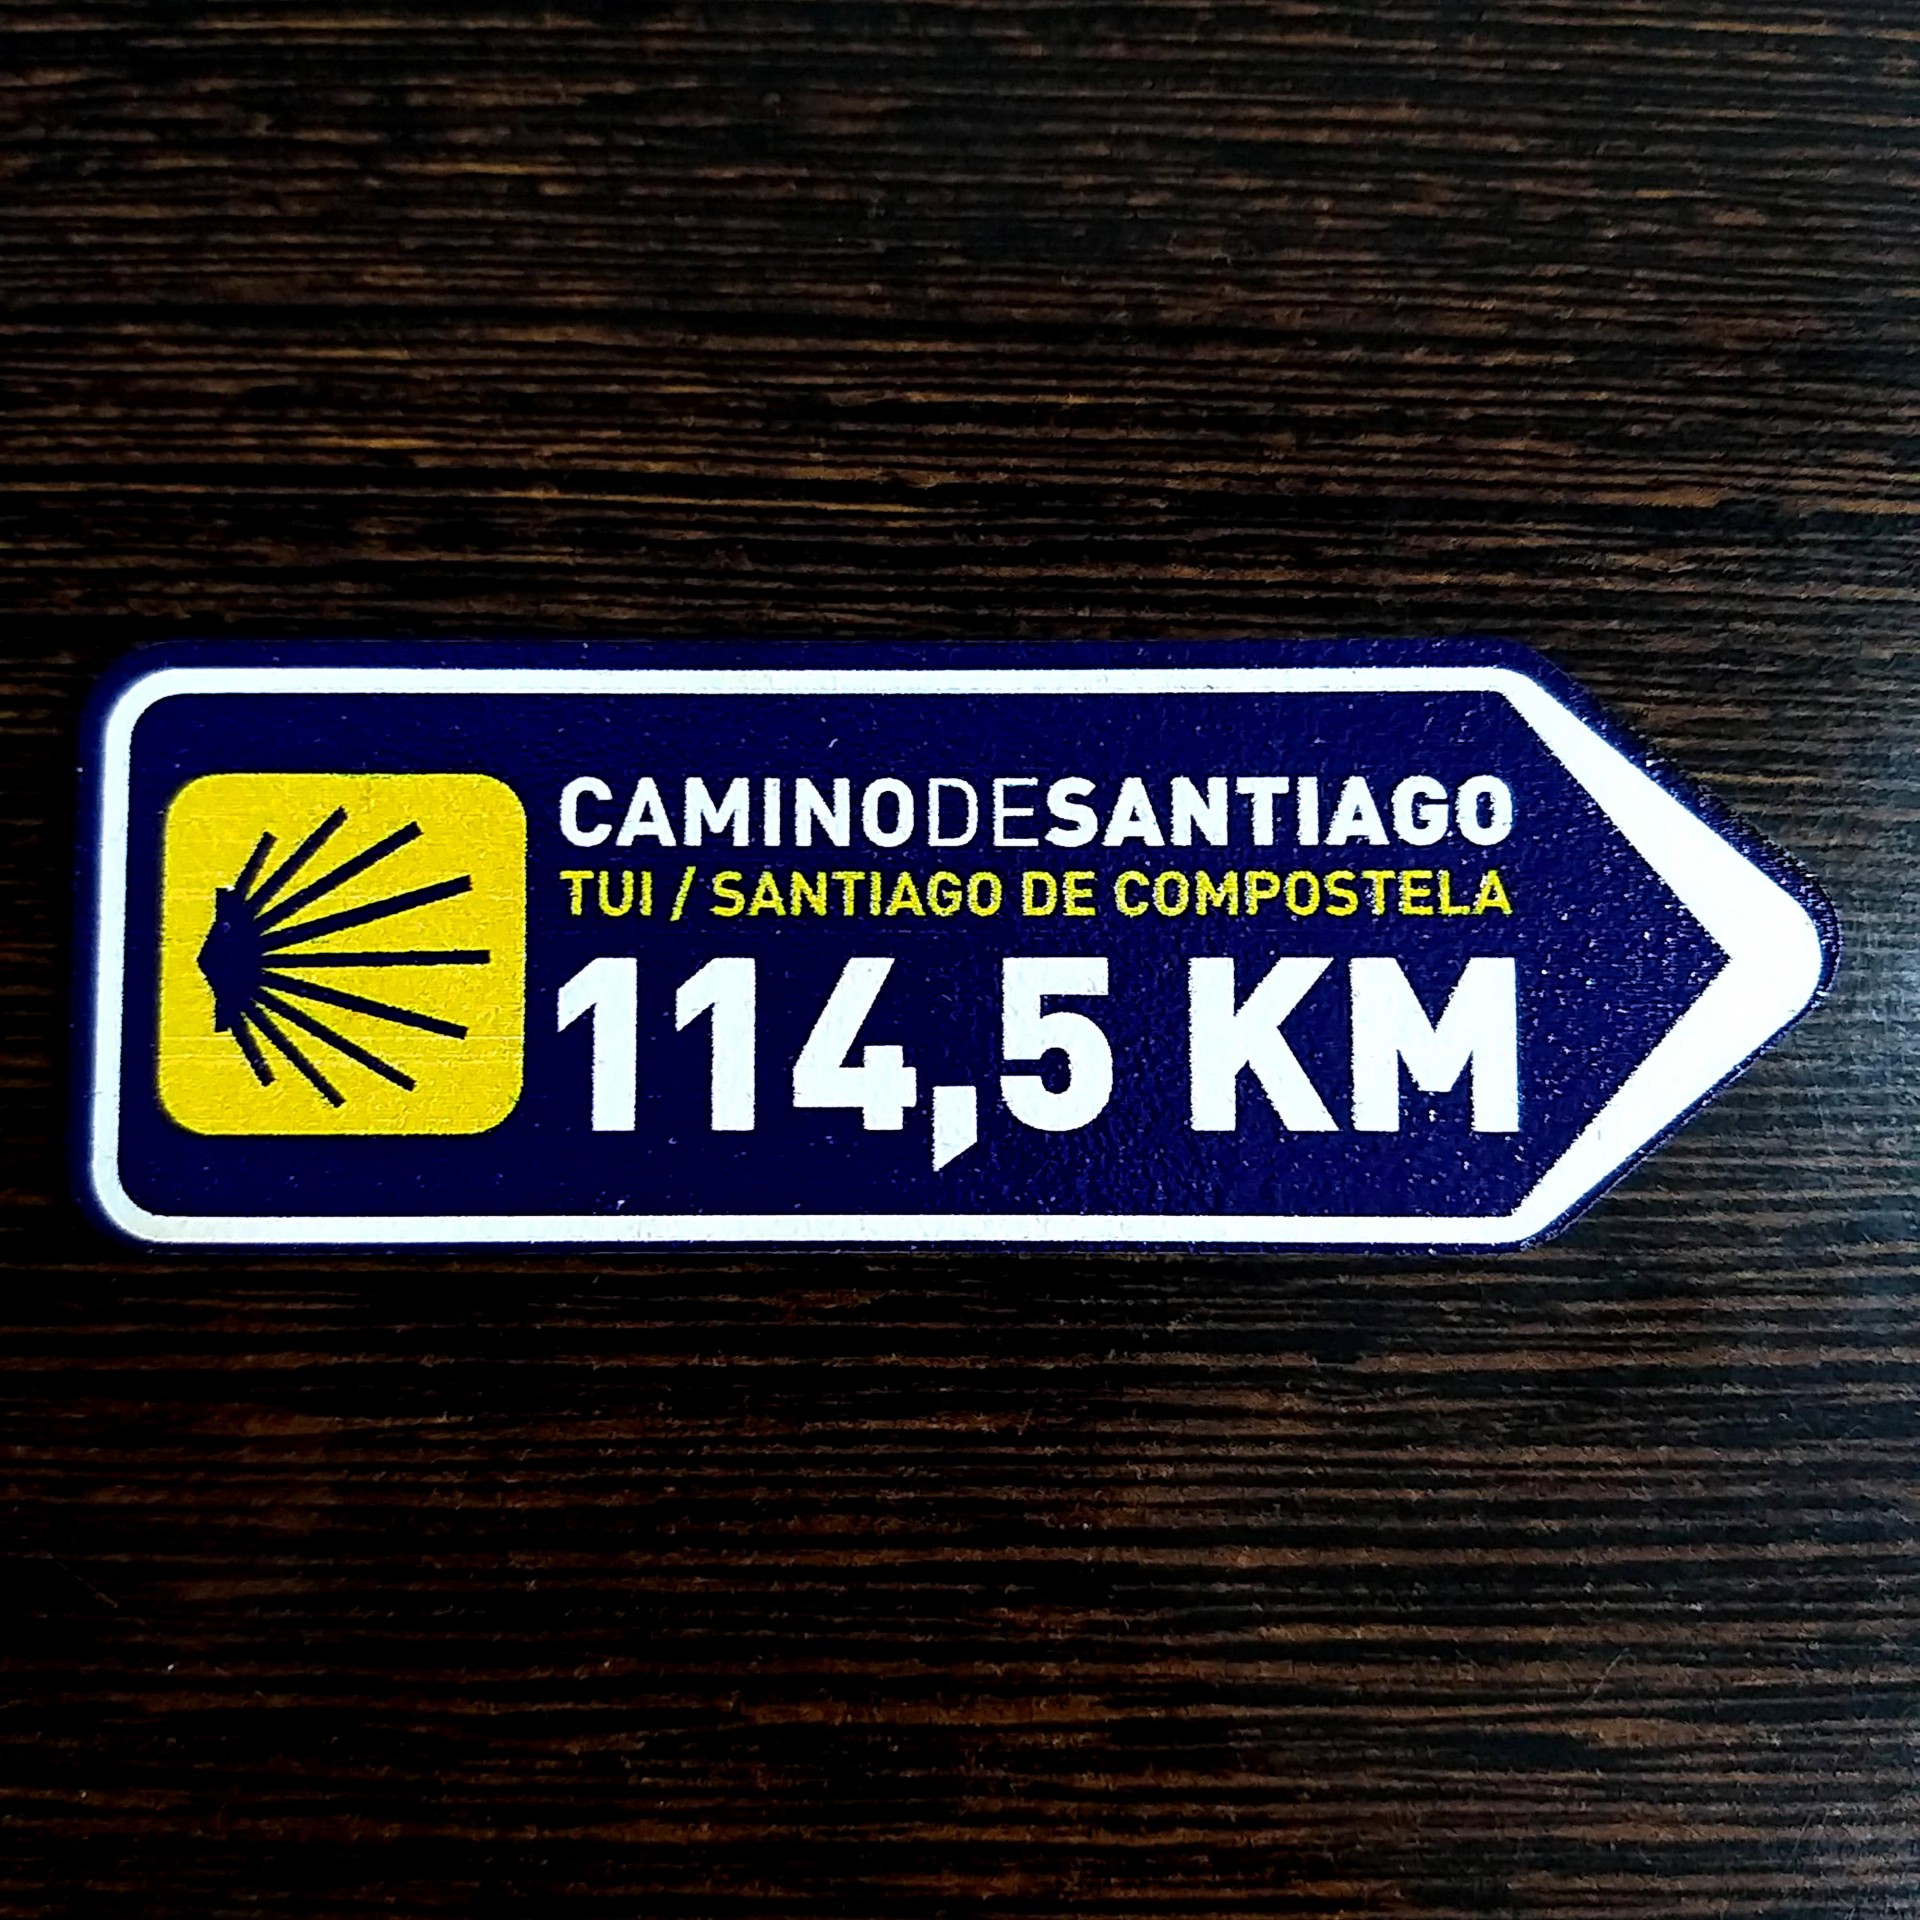 CAMINODESANTIAGO
TUI / SANTIAGO DE COMPOSTELA
114,5 KM